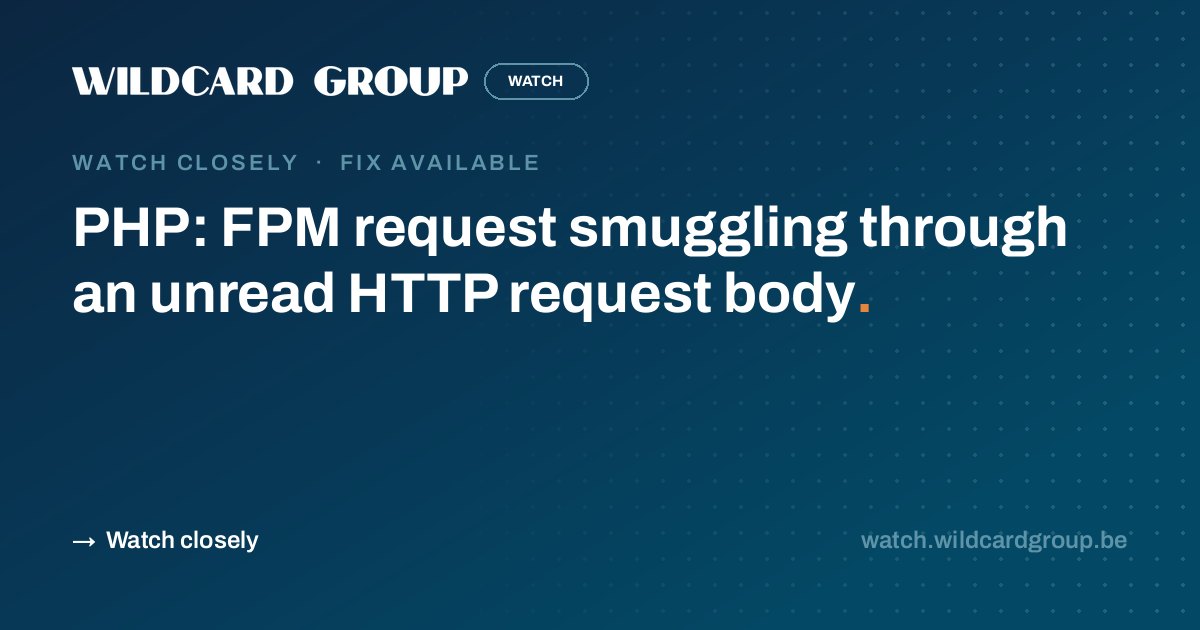 WILDCARD GROUP WATCH
WATCH CLOSELY · FIX AVAILABLE
PHP: FPM request smuggling through
an unread HTTP request body.
→ Watch closely
watch.wildcardgroup.be